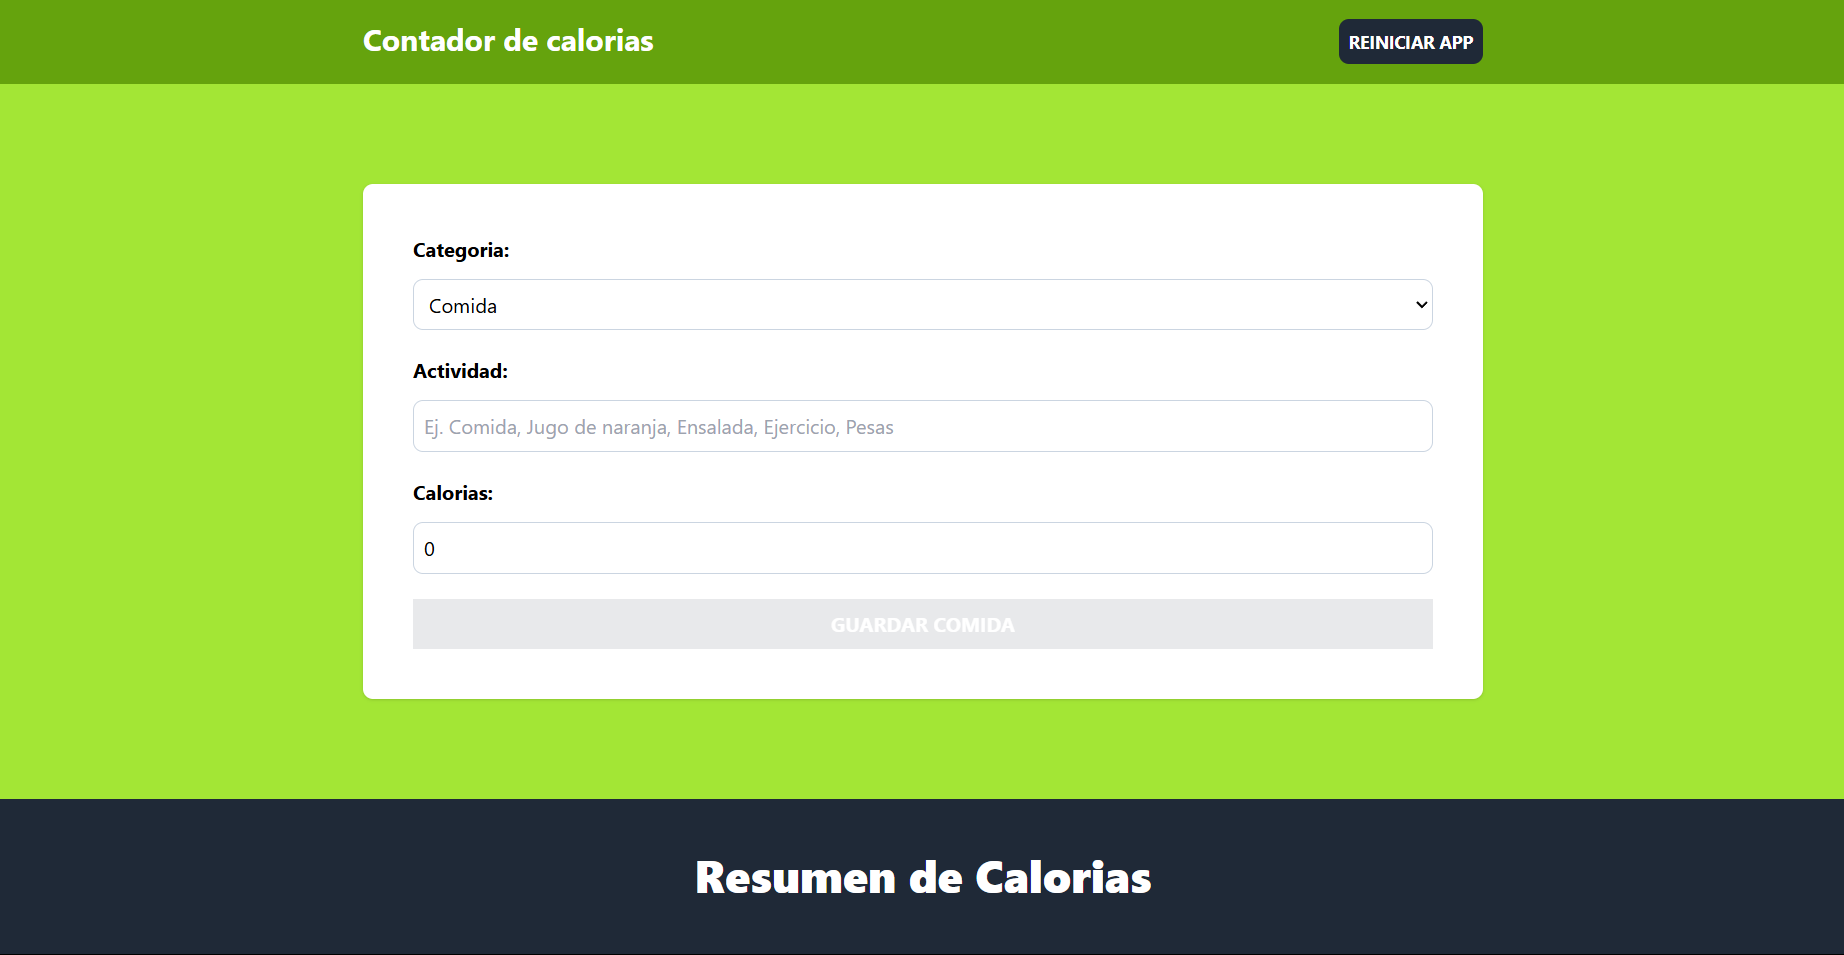 Contador de calorias
REINICIAR APP
Categoria:
Comida
Actividad:
Ej. Comida, Jugo de naranja, Ensalada, Ejercicio, Pesas
Calorias:
0
GUARDAR COMIDA
Resumen de Calorias